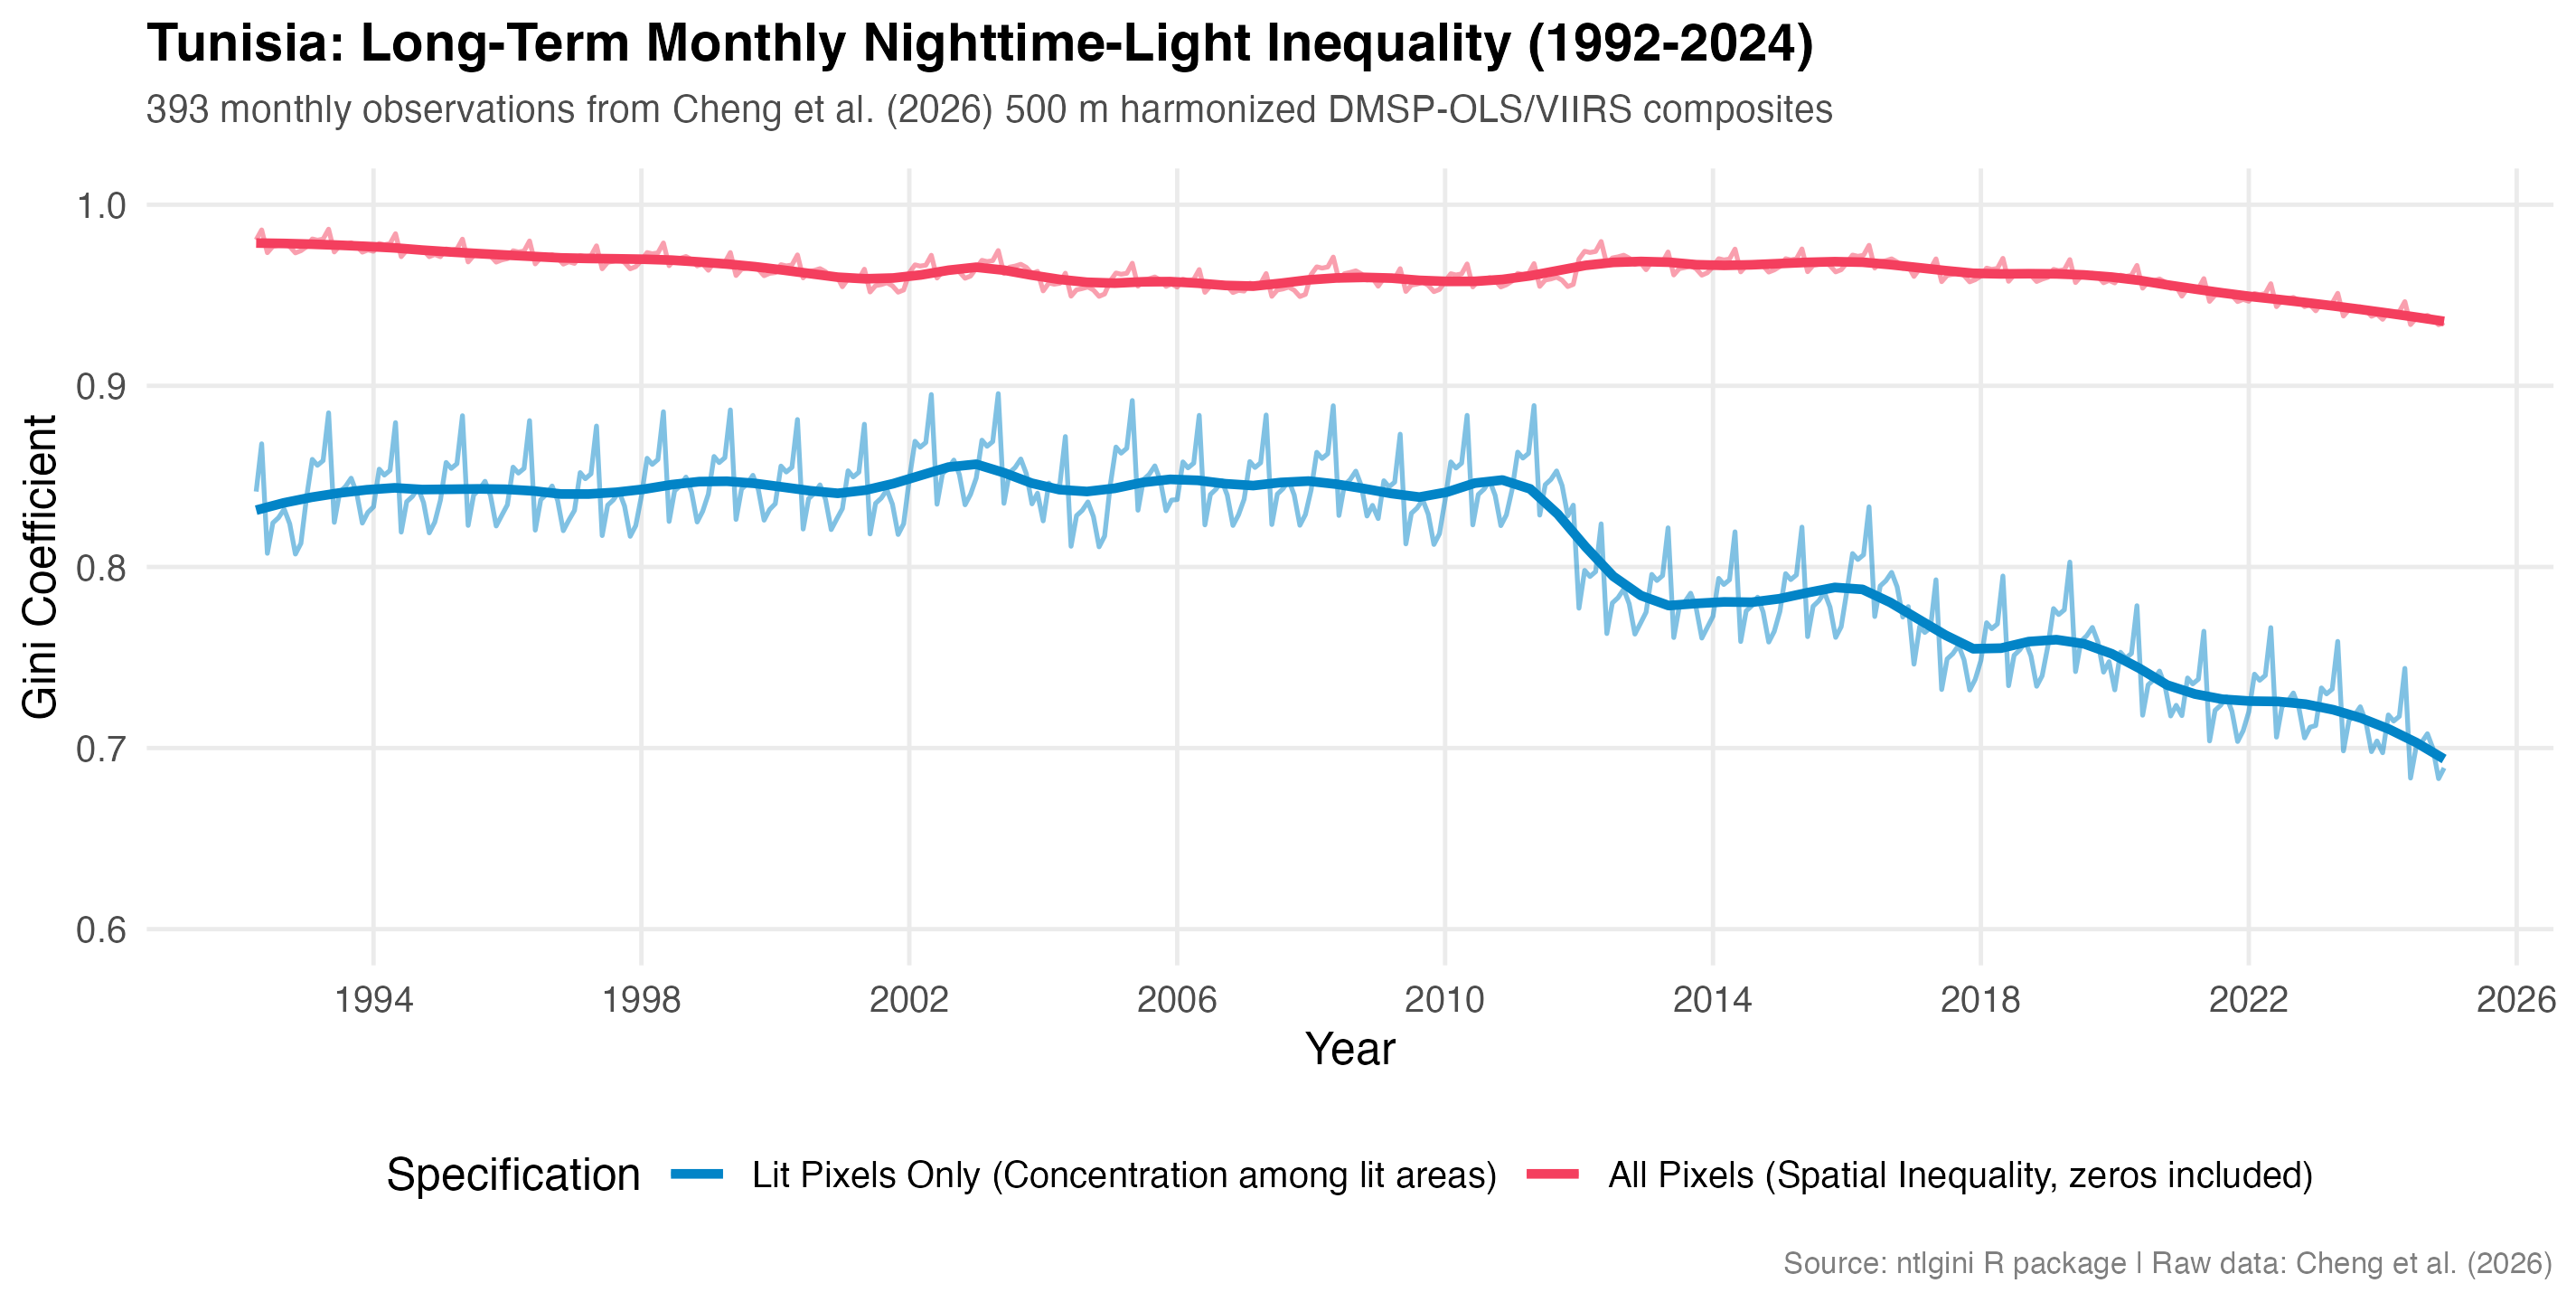 Tunisia: Long-Term Monthly Nighttime-Light Inequality (1992-2024)
393 monthly observations from Cheng et al. (2026) 500 m harmonized DMSP-OLS/VIIRS composites
Gini Coefficient
1.0
0.9
0.8
0.7
0.6
1994 1998 2002 2006 2010 2014 2018 2022 2026
Year
Specification Lit Pixels Only (Concentration among lit areas) All Pixels (Spatial Inequality, zeros included)
Source: ntlgini R package | Raw data: Cheng et al. (2026)